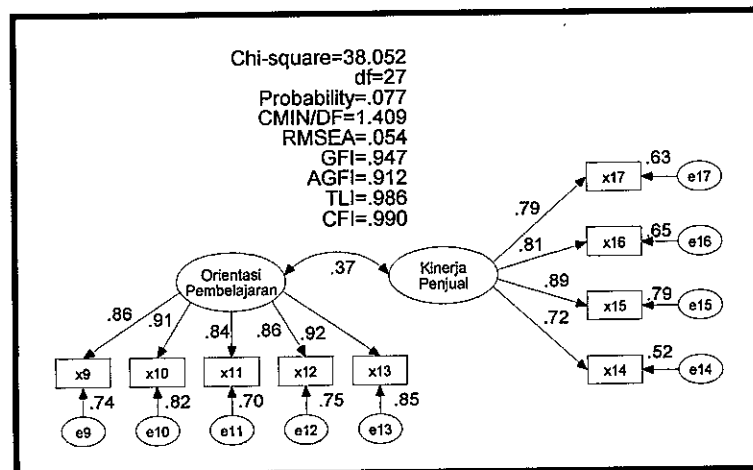 Chi-square=38.052
df=27
Probability=.077
CMIN/DF=1.409
RMSEA=.054
GFI=.947
AGFI=.912
TLI=.986
CFI=.990
.63
x17
e17
.79
.65
.81
x16
e16
Orientasi
Pembelajaran
.37
Kinerja
Penjual
.89
.79
x15
e15
.72
.86
.91
.84
.86
.92
.52
x14
e14
x9
x10
x11
x12
x13
.74
.82
.70
.75
.85
e9
e10
e11
e12
e13